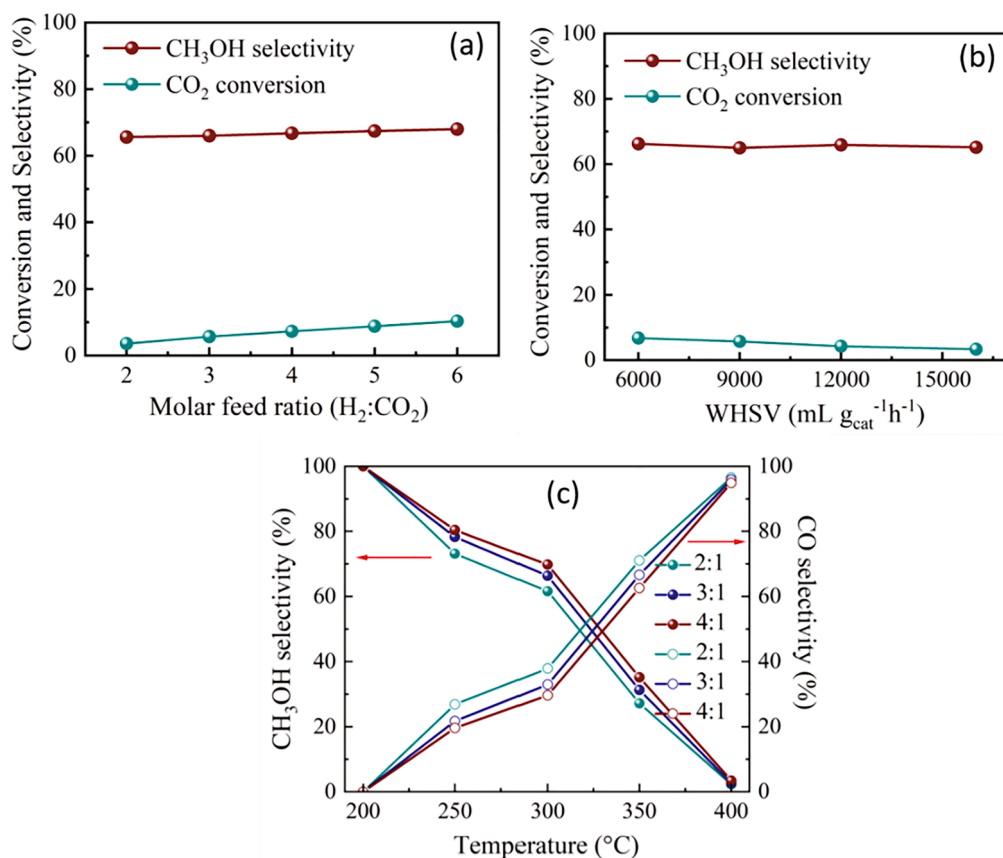 (a)
CH₃OH selectivity
CO₂ conversion
Conversion and Selectivity (%)
100
80
60
40
20
0
2 3 4 5 6
Molar feed ratio (H₂:CO₂)
(b)
CH₃OH selectivity
CO₂ conversion
Conversion and Selectivity (%)
100
80
60
40
20
0
6000 9000 12000 15000
WHSV (mL g_cat⁻¹h⁻¹)
(c)
CH₃OH selectivity (%)
100
80
60
40
20
0
2:1
3:1
4:1
2:1
3:1
4:1
100
80
60
40
20
0
CO selectivity
(%)
200 250 300 350 400
Temperature (°C)